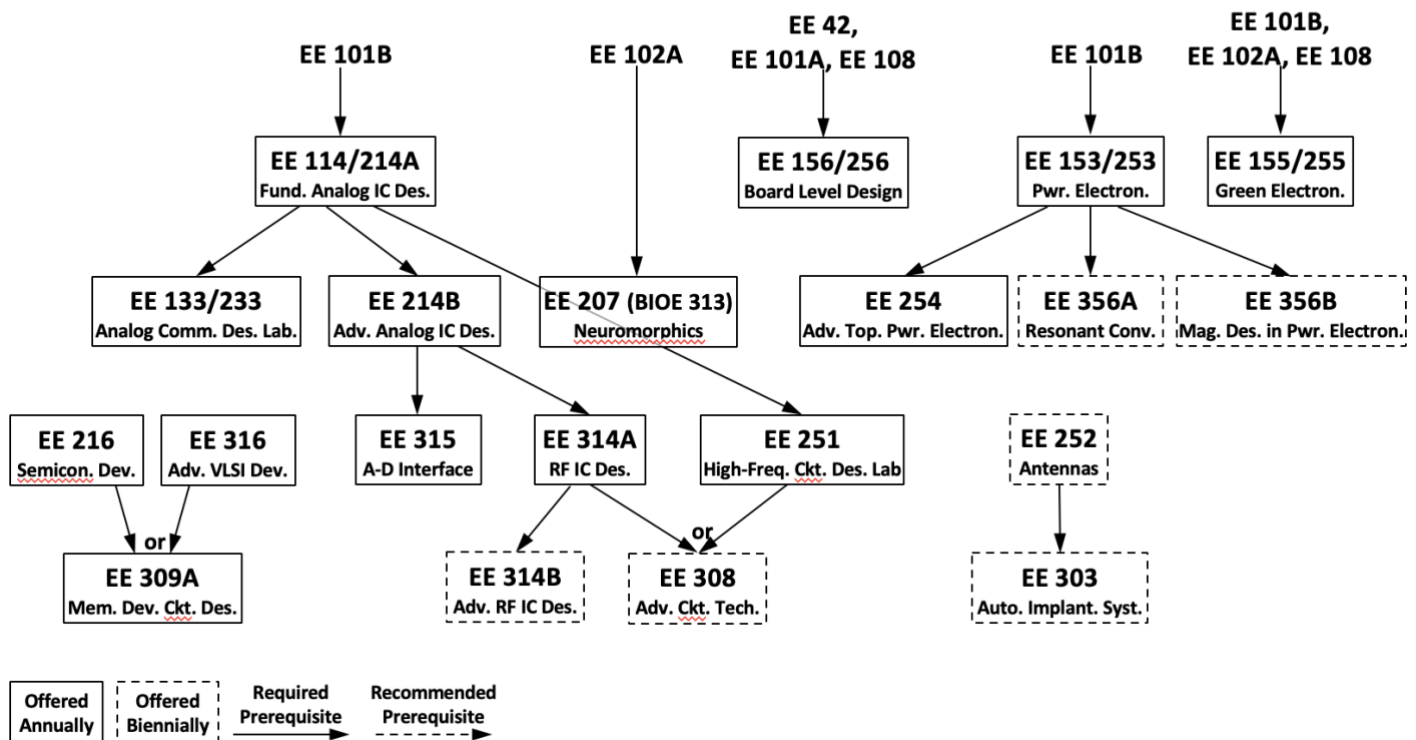 EE 101B
EE 102A
EE 42,
EE 101A, EE 108
EE 101B
EE 101B,
EE 102A, EE 108
EE 114/214A
Fund. Analog IC Des.
EE 156/256
Board Level Design
EE 153/253
Pwr. Electron.
EE 155/255
Green Electron.
EE 133/233
Analog Comm. Des. Lab.
EE 214B
Adv. Analog IC Des.
EE 207 (BIOE 313)
Neuromorphics
EE 254
Adv. Top. Pwr. Electron.
EE 356A
Resonant Conv.
EE 356B
Mag. Des. in Pwr. Electron.
EE 216
Semicon. Dev.
EE 316
Adv. VLSI Dev.
EE 315
A-D Interface
EE 314A
RF IC Des.
EE 251
High-Freq. Ckt. Des. Lab
EE 252
Antennas
or
EE 309A
Mem. Dev. Ckt. Des.
EE 314B
Adv. RF IC Des.
or
EE 308
Adv. Ckt. Tech.
EE 303
Auto. Implant. Syst.
Offered
Annually
Offered
Biennially
Required
Prerequisite
Recommended
Prerequisite